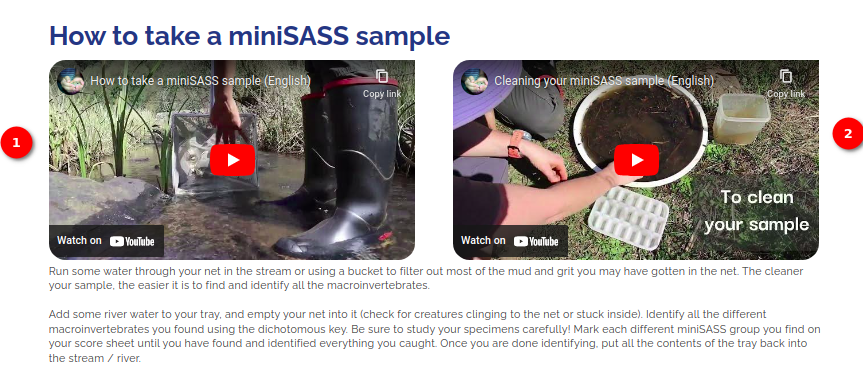 How to take a miniSASS sample
How to take a miniSASS sample (English)
Copy link
Cleaning your miniSASS sample (English)
Copy link
1
2
To clean
your sample
Watch on YouTube
Watch on YouTube
Run some water through your net in the stream or using a bucket to filter out most of the mud and grit you may have gotten in the net. The cleaner
your sample, the easier it is to find and identify all the macroinvertebrates.
Add some river water to your tray, and empty your net into it (check for creatures clinging to the net or stuck inside). Identify all the different
macroinvertebrates you found using the dichotomous key. Be sure to study your specimens carefully! Mark each different miniSASS group you find on
your score sheet until you have found and identified everything you caught. Once you are done identifying, put all the contents of the tray back into
the stream / river.